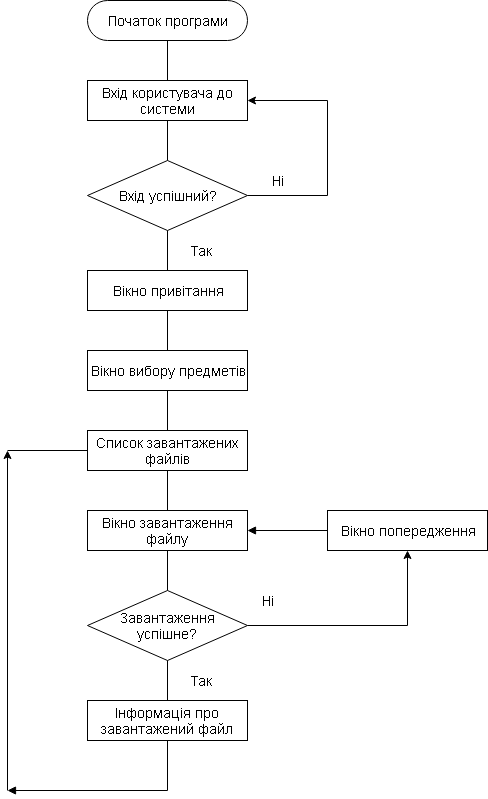 Початок програми
Вхід користувача до
системи
Ні
Вхід успішний?
Так
Вікно привітання
Вікно вибору предметів
Список завантажених
файлів
Вікно завантаження
файлу
Вікно попередження
Ні
Завантаження
успішне?
Так
Інформація про
завантажений файл